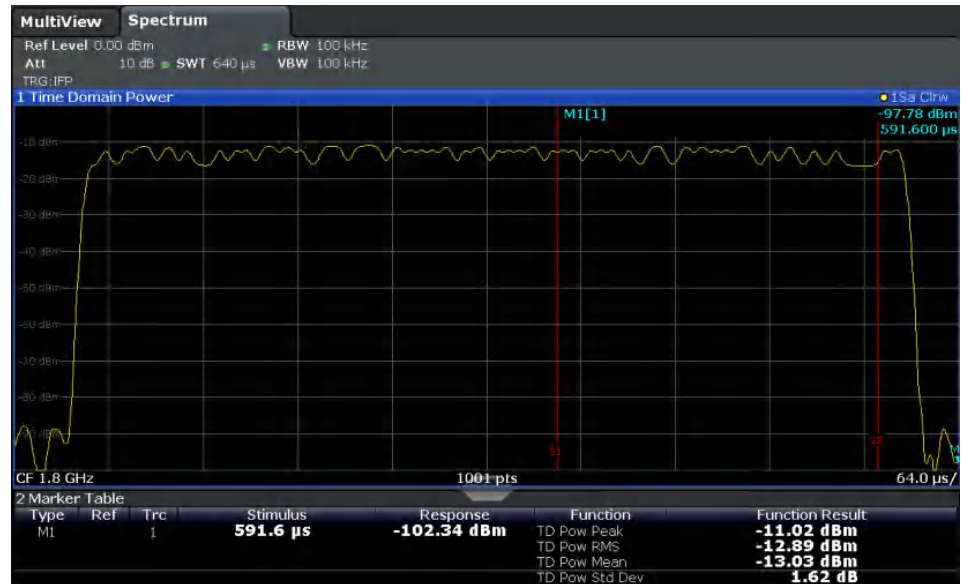 MultiView Spectrum
Ref Level 0.00 dBm RBW 100 kHz
Att 10 dB SWT 640 µs VBW 100 kHz
TRG:IFP
1 Time Domain Power 1Sa Clrw
M1[1] -97.78 dBm
591.600 µs
-10 dBm
-20 dBm
-30 dBm
-40 dBm
-50 dBm
-60 dBm
-70 dBm
-80 dBm
S1
S2
CF 1.8 GHz 1001 pts 64.0 µs/
2 Marker Table
Type Ref Trc Stimulus Response Function Function Result
M1 1 591.6 µs -102.34 dBm TD Pow Peak -11.02 dBm
TD Pow RMS -12.89 dBm
TD Pow Mean -13.03 dBm
TD Pow Std Dev 1.62 dB